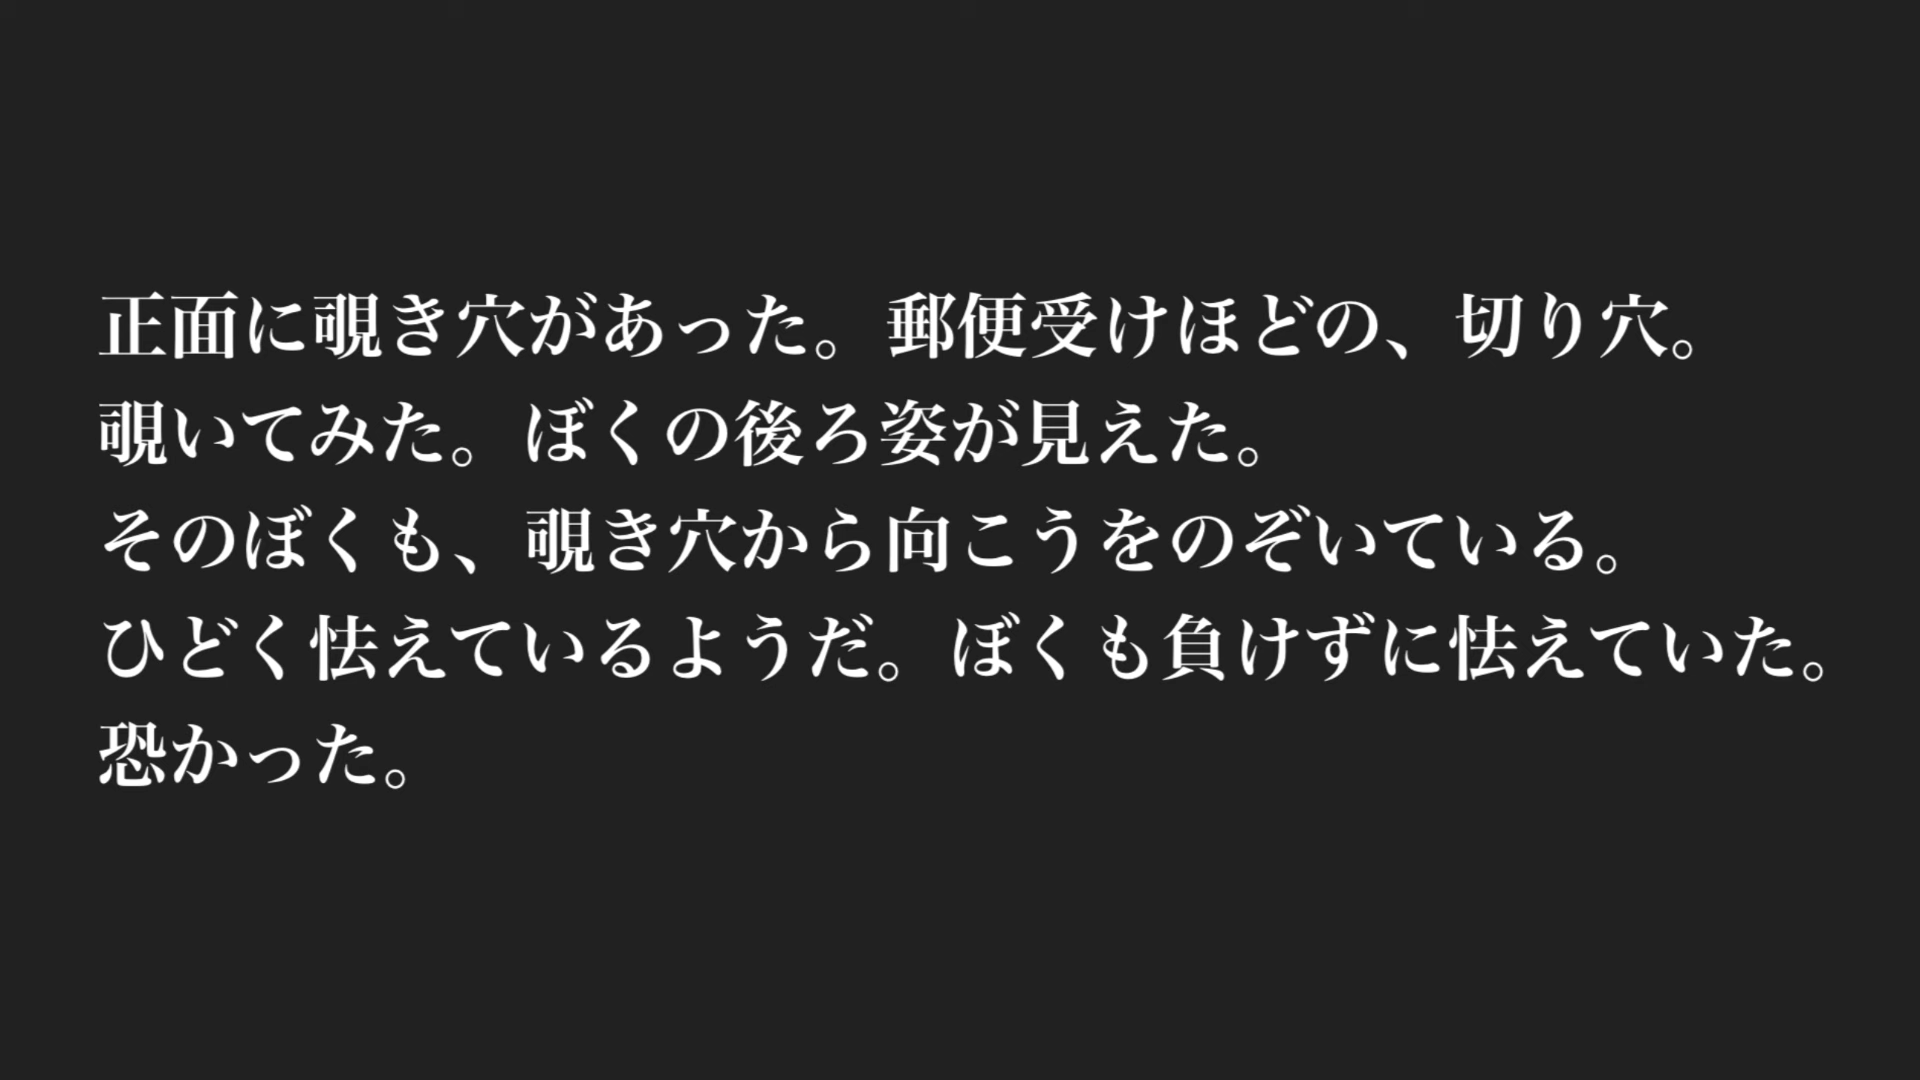 正面に覗き穴があった。郵便受けほどの、切り穴。
覗いてみた。ぼくの後ろ姿が見えた。
そのぼくも、覗き穴から向こうをのぞいている。
ひどく怯えているようだ。ぼくも負けずに怯えていた。
恐かった。